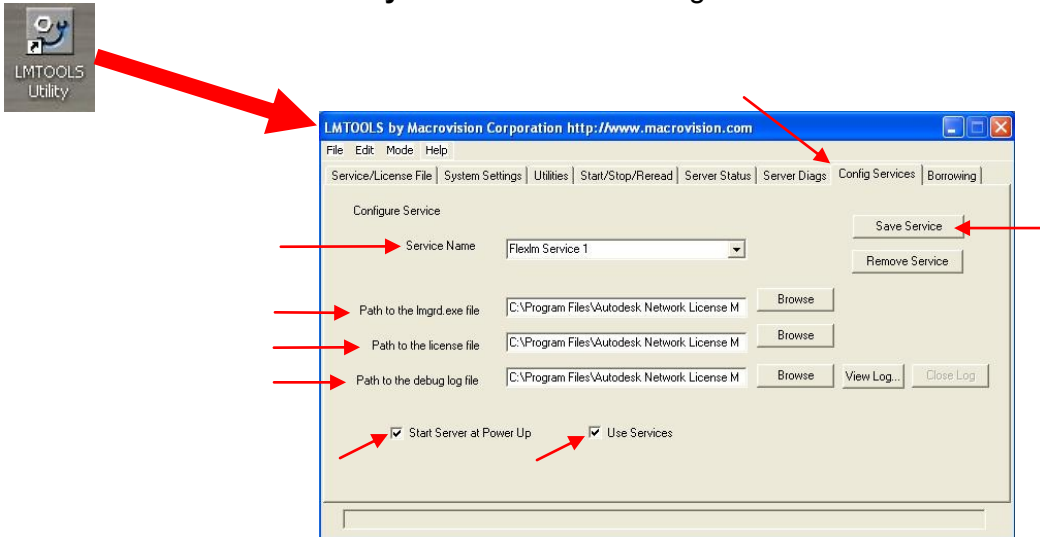 y
LMTOOLS
Utility
LMTOOLS by Macrovision Corporation http://www.macrovision.com
File Edit Mode Help
Service/License File System Settings Utilities Start/Stop/Reread Server Status Server Diags Config Services Borrowing
Configure Service
Save Service
Service Name Flexlm Service 1
Remove Service
Path to the lmgrd.exe file C:\Program Files\Autodesk Network License M Browse
Path to the license file C:\Program Files\Autodesk Network License M Browse
Path to the debug log file C:\Program Files\Autodesk Network License M Browse View Log... Close Log
Start Server at Power Up Use Services